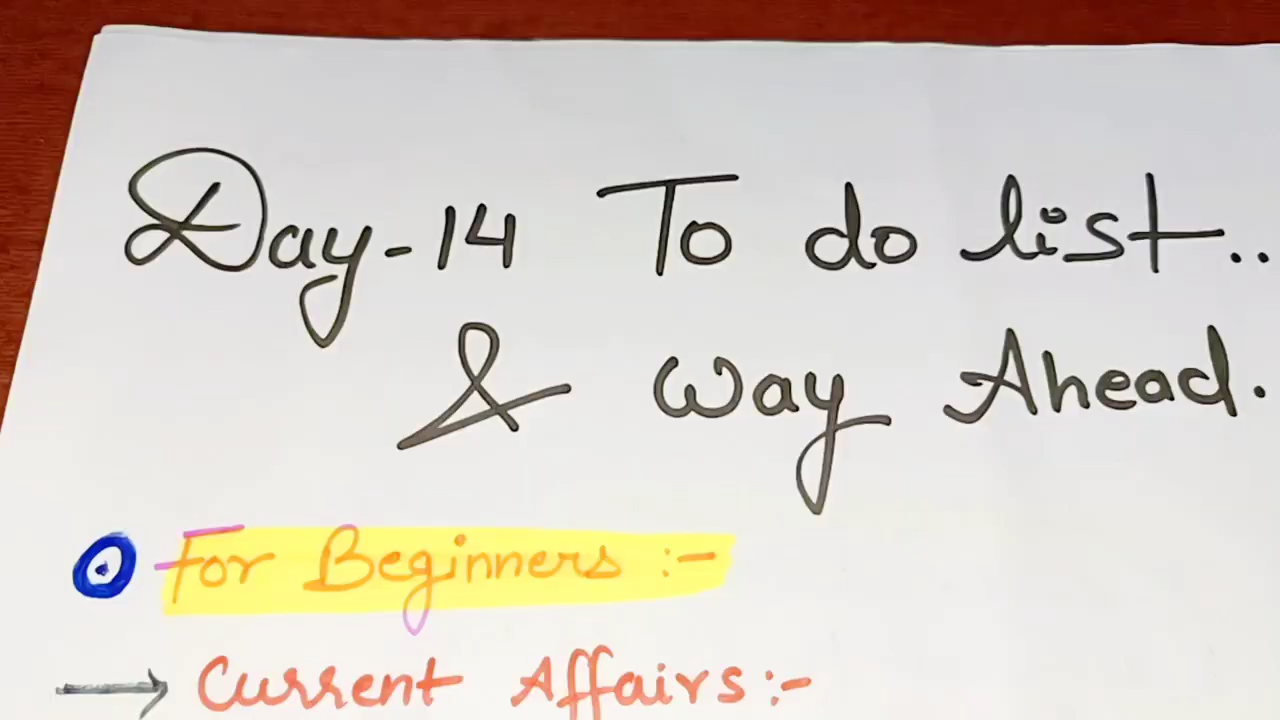 Day-14 To do list..
& Way Ahead.
For Beginners :-
→ Current Affairs :-